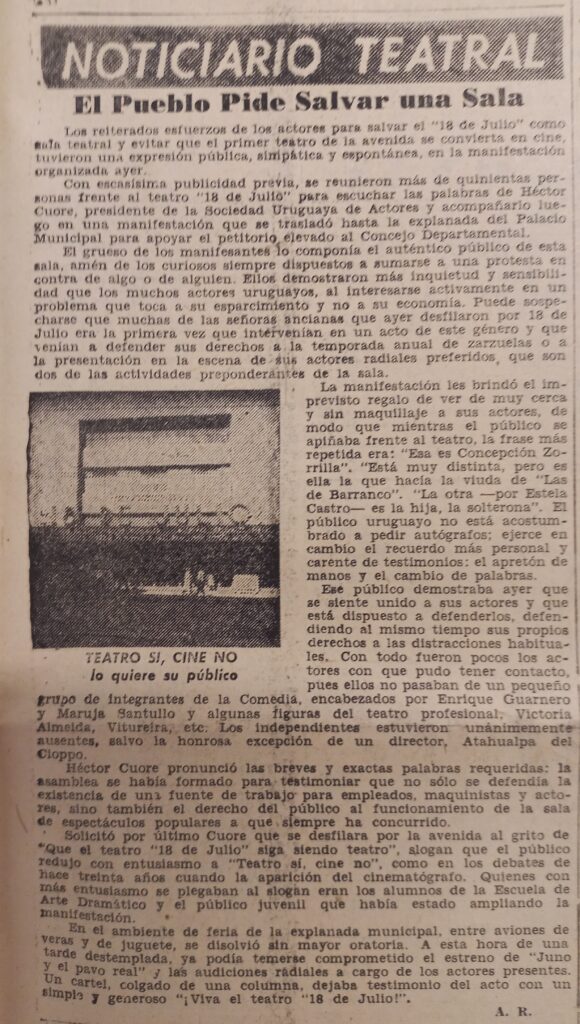 NOTICIARIO TEATRAL
El Pueblo Pide Salvar una Sala
Los reiterados esfuerzos de los actores para salvar el "18 de Julio" como
sala teatral y evitar que el primer teatro de la avenida se convierta en cine,
tuvieron una expresión pública, simpática y espontánea, en la manifestación
organizada ayer.
Con escasísima publicidad previa, se reunieron más de quinientas per-
sonas frente al teatro "18 de Julio" para escuchar las palabras de Héctor
Cuore, presidente de la Sociedad Uruguaya de Actores y acompañarlo lue-
go en una manifestación que se trasladó hasta la explanada del Palacio
Municipal para apoyar el petitorio elevado al Concejo Departamental.
El grueso de los manifesantes lo componía el auténtico público de esta
sala, amén de los curiosos siempre dispuestos a sumarse a una protesta en
contra de algo o de alguien. Ellos demostraron más inquietud y sensibili-
dad que los muchos actores uruguayos, al interesarse activamente en un
problema que toca a su esparcimiento y no a su economía. Puede sospe-
charse que muchas de las señoras ancianas que ayer desfilaron por 18 de
Julio era la primera vez que intervenían en un acto de este género y que
venían a defender sus derechos a la temporada anual de zarzuelas o a
la presentación en la escena de sus actores radiales preferidos, que son
dos de las actividades preponderantes de la sala.
La manifestación les brindó el im-
previsto regalo de ver de muy cerca
y sin maquillaje a sus actores, de
modo que mientras el público se
apiñaba frente al teatro, la frase más
repetida era: "Esa es Concepción Zo-
rrilla". "Está muy distinta, pero es
ella la que hacía la viuda de "Las
de Barranco". "La otra —por Estela
Castro— es la hija, la solterona". El
público uruguayo no está acostum-
brado a pedir autógrafos; ejerce en
cambio el recuerdo más personal y
carente de testimonios: el apretón de
manos y el cambio de palabras.
Ese público demostraba ayer que
se siente unido a sus actores y que
está dispuesto a defenderlos, defen-
diendo al mismo tiempo sus propios
derechos a las distracciones habitua-
les. Con todo fueron pocos los ac-
tores con que pudo tener contacto,
pues ellos no pasaban de un pequeño
18 DE JULIO
TEATRO SI, CINE NO
lo quiere su público
grupo de integrantes de la Comedia, encabezados por Enrique Guarnero
y Maruja Santullo y algunas figuras del teatro profesional, Victoria
Almeida, Vitureira, etc. Los independientes estuvieron unánimemente
ausentes, salvo la honrosa excepción de un director, Atahualpa del
Cioppo.
Héctor Cuore pronunció las breves y exactas palabras requeridas: la
asamblea se había formado para testimoniar que no sólo se defendía la
existencia de una fuente de trabajo para empleados, maquinistas y acto-
res, sino también el derecho del público al funcionamiento de la sala
de espectáculos populares a que siempre ha concurrido.
Solicitó por último Cuore que se desfilara por la avenida al grito de
"Que el teatro "18 de Julio" siga siendo teatro", slogan que el público
redujo con entusiasmo a "Teatro sí, cine no", como en los debates de
hace treinta años cuando la aparición del cinematógrafo. Quienes con
más entusiasmo se plegaban al slogan eran los alumnos de la Escuela de
Arte Dramático y el público juvenil que había estado ampliando la
manifestación.
En el ambiente de feria de la explanada municipal, entre aviones de
veras y de juguete, se disolvió sin mayor oratoria. A esta hora de una
tarde destemplada, ya podía temerse comprometido el estreno de "Juno
y el pavo real" y las audiciones radiales a cargo de los actores presentes.
Un cartel, colgado de una columna, dejaba testimonio del acto con un
simple y generoso "¡Viva el teatro "18 de Julio!".
A. R.